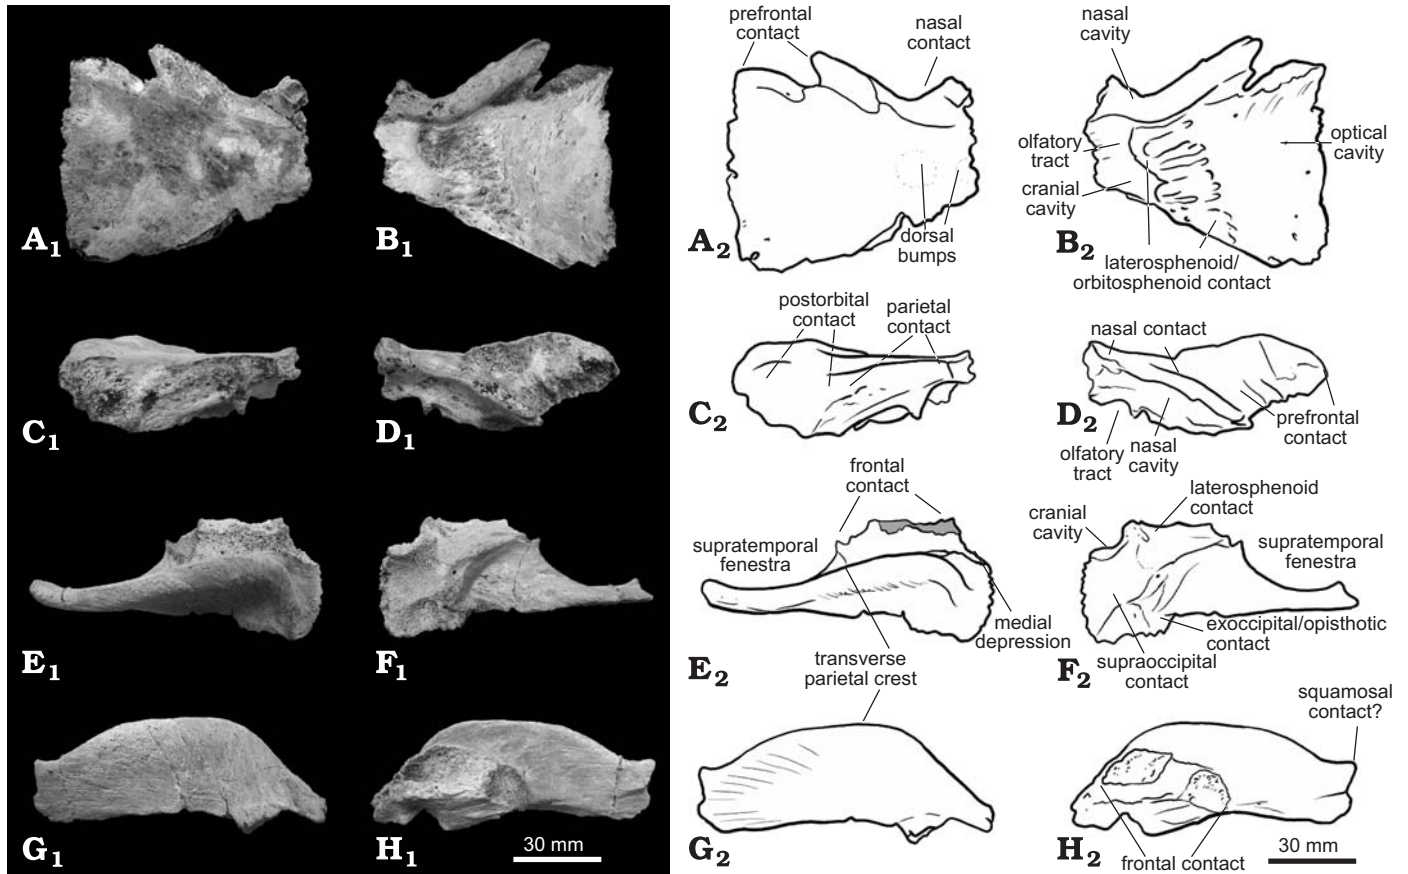 A1
B1
C1
D1
E1
F1
G1
H1
30 mm
prefrontal
contact
nasal
contact
dorsal
bumps
A2
nasal
cavity
olfatory
tract
cranial
cavity
optical
cavity
laterosphenoid/
orbitosphenoid contact
B2
postorbital
contact
parietal
contact
C2
nasal contact
prefrontal
contact
nasal
cavity
olfatory
tract
D2
frontal
contact
supratemporal
fenestra
medial
depression
transverse
parietal crest
E2
laterosphenoid
contact
cranial
cavity
supratemporal
fenestra
exoccipital/opisthotic
contact
supraoccipital
contact
F2
G2
squamosal
contact?
frontal contact
H2
30 mm